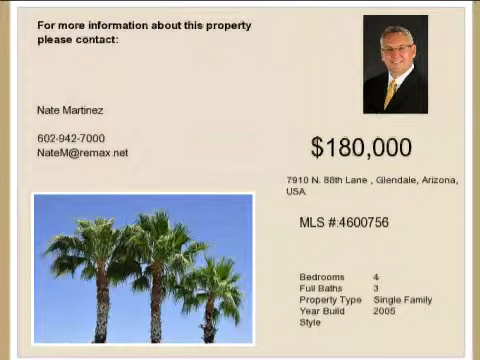 For more information about this property
please contact:
Nate Martinez
602-942-7000
NateM@remax.net
$180,000
7910 N. 88th Lane , Glendale, Arizona,
USA
MLS #:4600756
Bedrooms 4
Full Baths 3
Property Type Single Family
Year Build 2005
Style